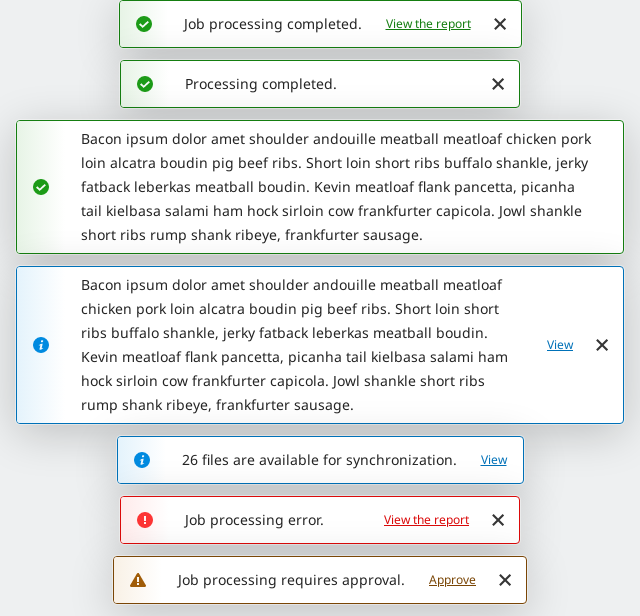 Job processing completed. View the report
Processing completed.
Bacon ipsum dolor amet shoulder andouille meatball meatloaf chicken pork
loin alcatra boudin pig beef ribs. Short loin short ribs buffalo shankle, jerky
fatback leberkas meatball boudin. Kevin meatloaf flank pancetta, picanha
tail kielbasa salami ham hock sirloin cow frankfurter capicola. Jowl shankle
short ribs rump shank ribeye, frankfurter sausage.
Bacon ipsum dolor amet shoulder andouille meatball meatloaf
chicken pork loin alcatra boudin pig beef ribs. Short loin short
ribs buffalo shankle, jerky fatback leberkas meatball boudin.
Kevin meatloaf flank pancetta, picanha tail kielbasa salami ham
hock sirloin cow frankfurter capicola. Jowl shankle short ribs
rump shank ribeye, frankfurter sausage.
View
26 files are available for synchronization. View
Job processing error. View the report
Job processing requires approval. Approve